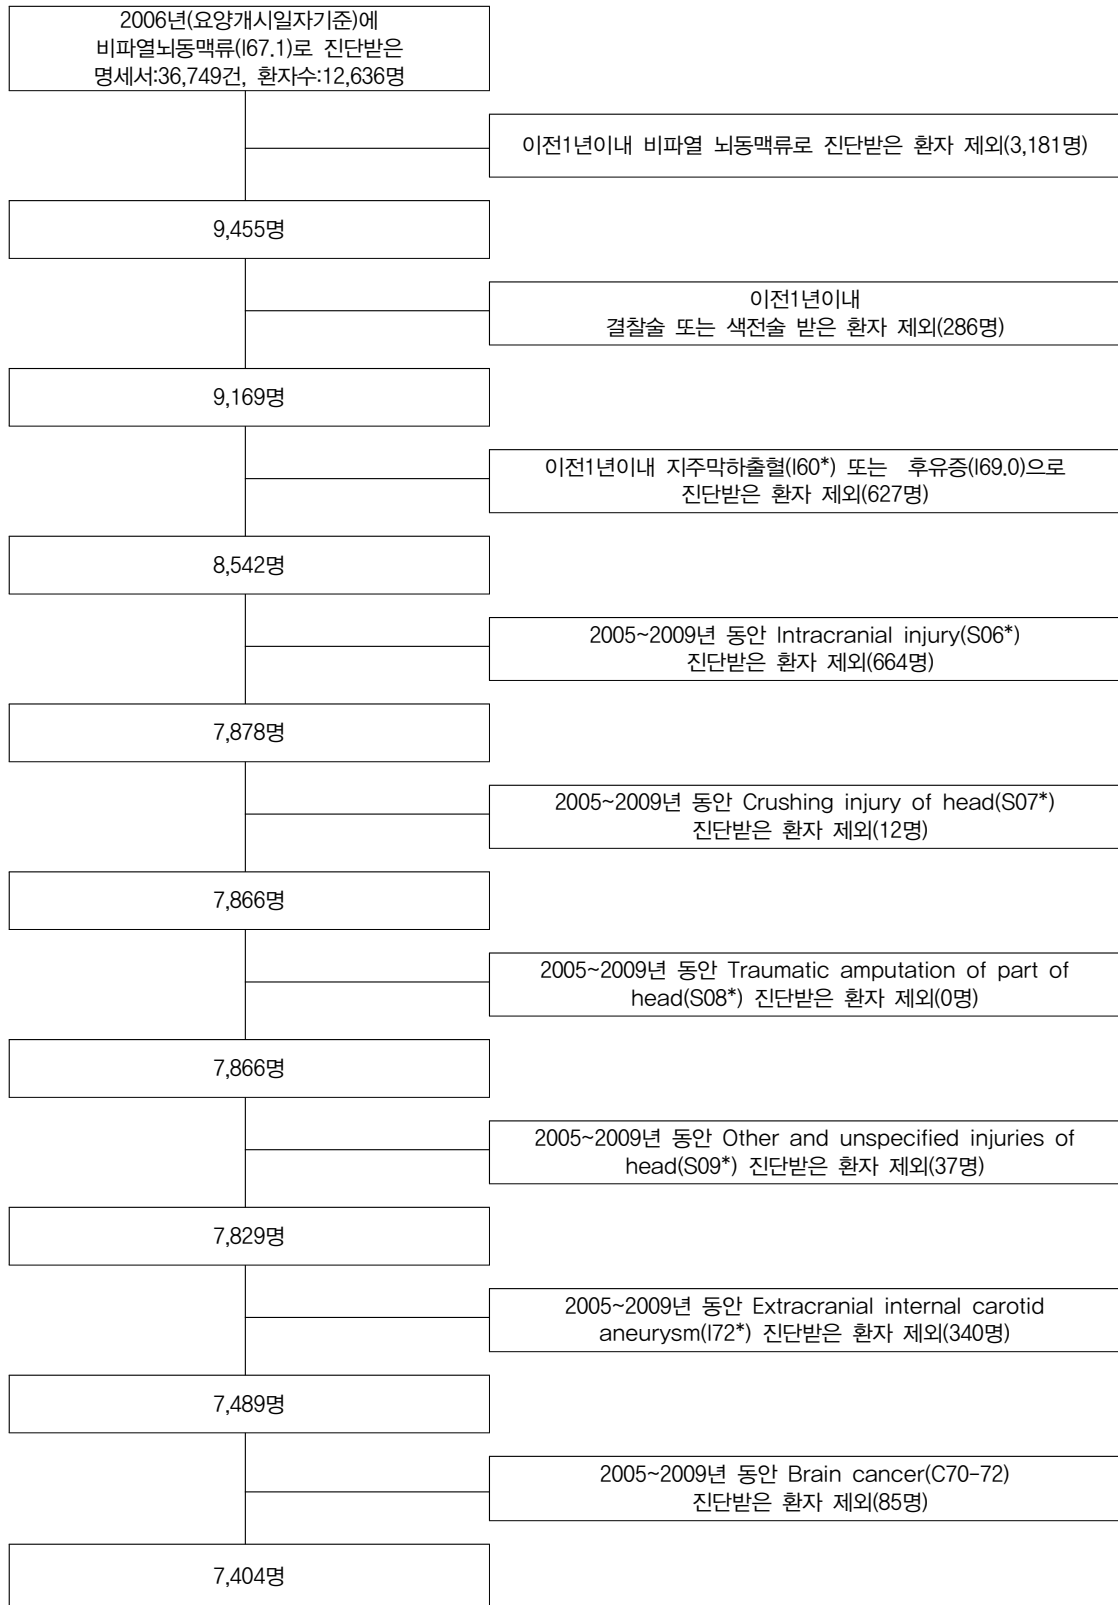 2006년(요양개시일자기준)에
비파열뇌동맥류(I67.1)로 진단받은
명세서:36,749건, 환자수:12,636명
이전1년이내 비파열 뇌동맥류로 진단받은 환자 제외(3,181명)
9,455명
이전1년이내
결찰술 또는 색전술 받은 환자 제외(286명)
9,169명
이전1년이내 지주막하출혈(I60*) 또는 후유증(I69.0)으로
진단받은 환자 제외(627명)
8,542명
2005~2009년 동안 Intracranial injury(S06*)
진단받은 환자 제외(664명)
7,878명
2005~2009년 동안 Crushing injury of head(S07*)
진단받은 환자 제외(12명)
7,866명
2005~2009년 동안 Traumatic amputation of part of
head(S08*) 진단받은 환자 제외(0명)
7,866명
2005~2009년 동안 Other and unspecified injuries of
head(S09*) 진단받은 환자 제외(37명)
7,829명
2005~2009년 동안 Extracranial internal carotid
aneurysm(I72*) 진단받은 환자 제외(340명)
7,489명
2005~2009년 동안 Brain cancer(C70-72)
진단받은 환자 제외(85명)
7,404명